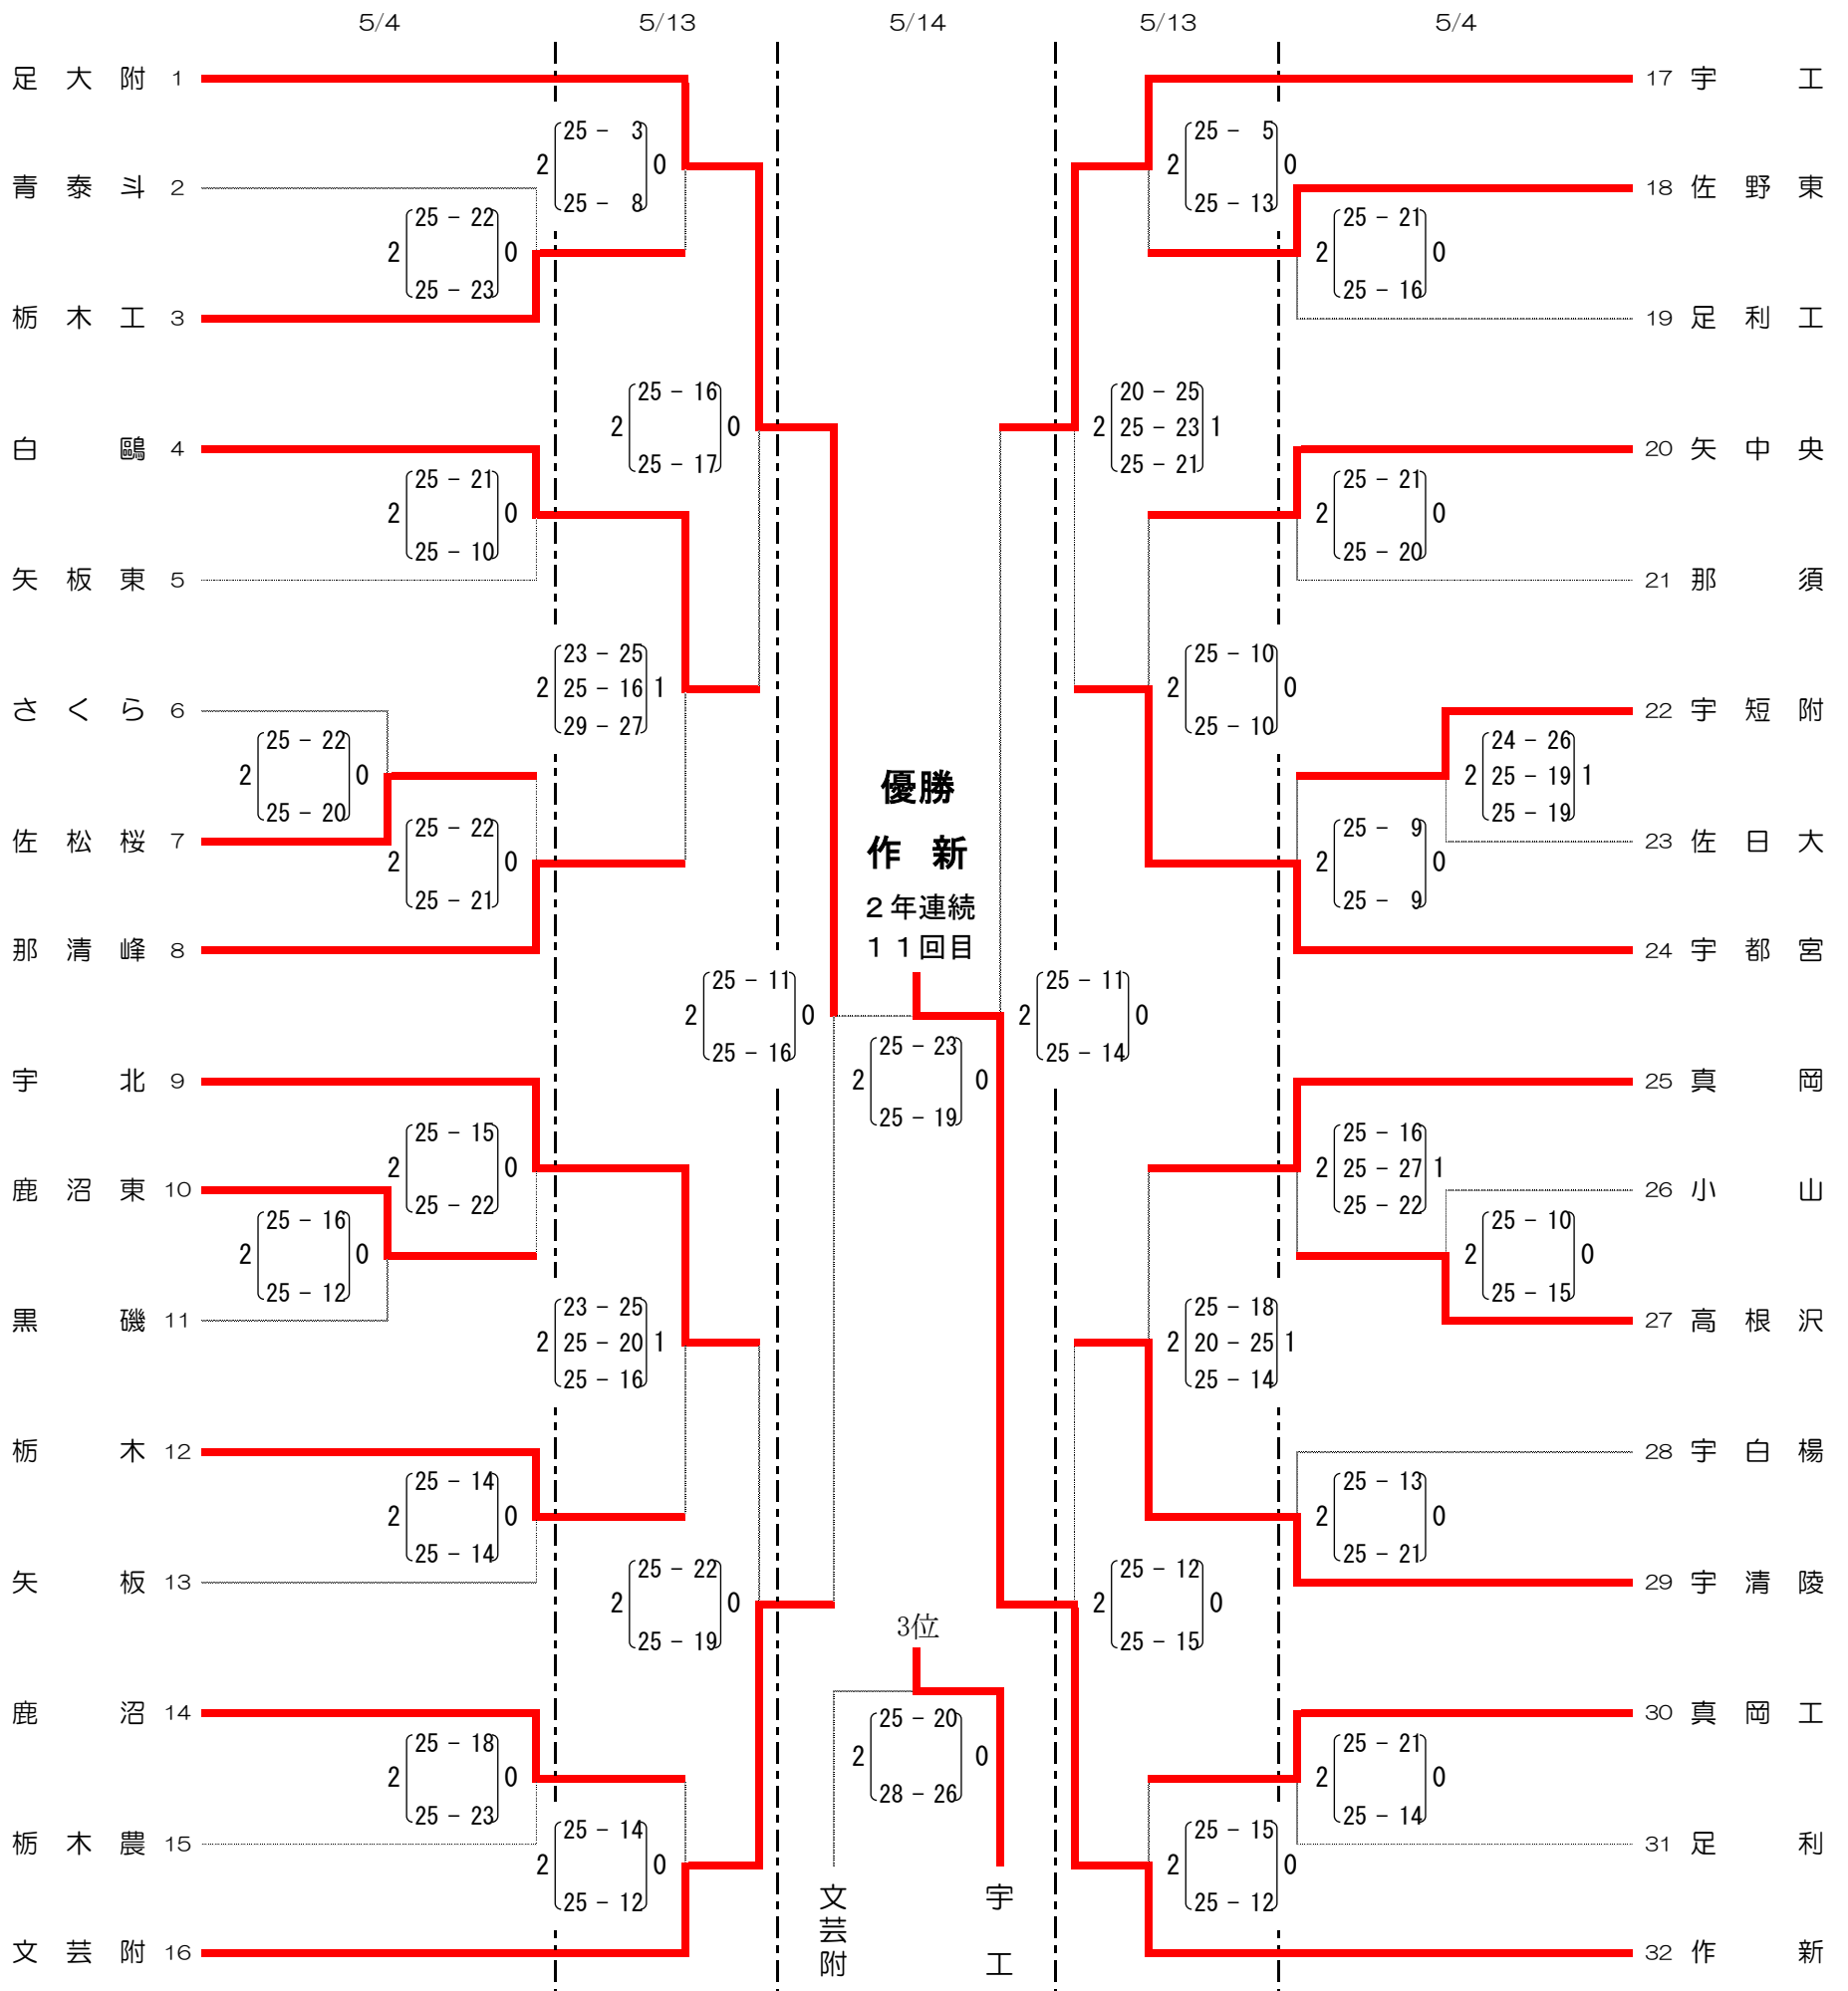 5/4 5/13 5/14 5/13 5/4
足大附 1
17 宇工
25 - 3
2 0
25 - 8
25 - 5
2 0
25 - 13
青泰斗 2
18 佐野東
25 - 22
2 0
25 - 23
25 - 21
2 0
25 - 16
栃木工 3
19 足利工
25 - 16
2 0
25 - 17
20 - 25
2 25 - 23 1
25 - 21
白鷗 4
20 矢中央
25 - 21
2 0
25 - 10
25 - 21
2 0
25 - 20
矢板東 5
21 那須
23 - 25
2 25 - 16 1
29 - 27
25 - 10
2 0
25 - 10
さくら 6
22 宇短附
25 - 22
2 0
25 - 20
24 - 26
2 25 - 19 1
25 - 19
優勝
作新
2年連続
11回目
佐松桜 7
23 佐日大
25 - 22
2 0
25 - 21
25 - 9
2 0
25 - 9
那清峰 8
24 宇都宮
25 - 11
2 0
25 - 16
25 - 23
2 0
25 - 19
25 - 11
2 0
25 - 14
宇北 9
25 真岡
25 - 15
2 0
25 - 22
25 - 16
2 25 - 27 1
25 - 22
鹿沼東 10
26 小山
25 - 16
2 0
25 - 12
25 - 10
2 0
25 - 15
黒磯 11
27 高根沢
23 - 25
2 25 - 20 1
25 - 16
25 - 18
2 20 - 25 1
25 - 14
栃木 12
28 宇白楊
25 - 14
2 0
25 - 14
25 - 13
2 0
25 - 21
矢板 13
29 宇清陵
25 - 22
2 0
25 - 19
25 - 12
2 0
25 - 15
3位
鹿沼 14
30 真岡工
25 - 18
2 0
25 - 23
25 - 20
2 0
28 - 26
25 - 21
2 0
25 - 14
栃木農 15
31 足利
25 - 14
2 0
25 - 12
25 - 15
2 0
25 - 12
文芸附
宇工
文芸附 16
32 作新